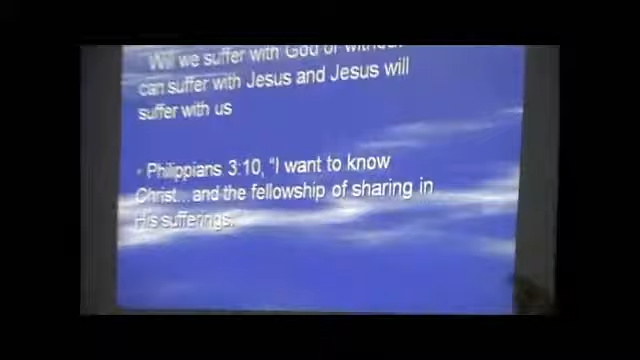 Will we suffer with God or without
can suffer with Jesus and Jesus will
suffer with us
• Philippians 3:10, “I want to know
Christ... and the fellowship of sharing in
His sufferings.